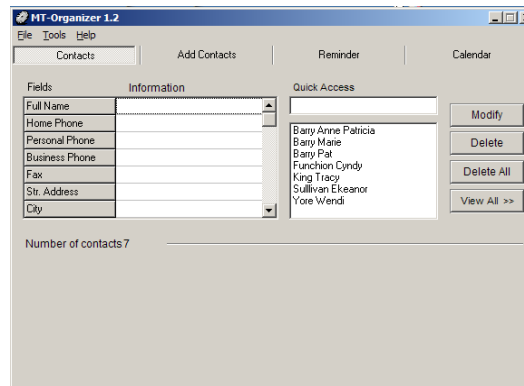 MT-Organizer 1.2
File Tools Help
Contacts Add Contacts Reminder Calendar
Fields Information Quick Access
Full Name
Home Phone
Personal Phone
Business Phone
Fax
Str. Address
City
Barry Anne Patricia
Barry Marie
Barry Pat
Funchion Cyndy
King Tracy
Sullivan Ekeanor
Yore Wendi
Modify
Delete
Delete All
View All >>
Number of contacts 7